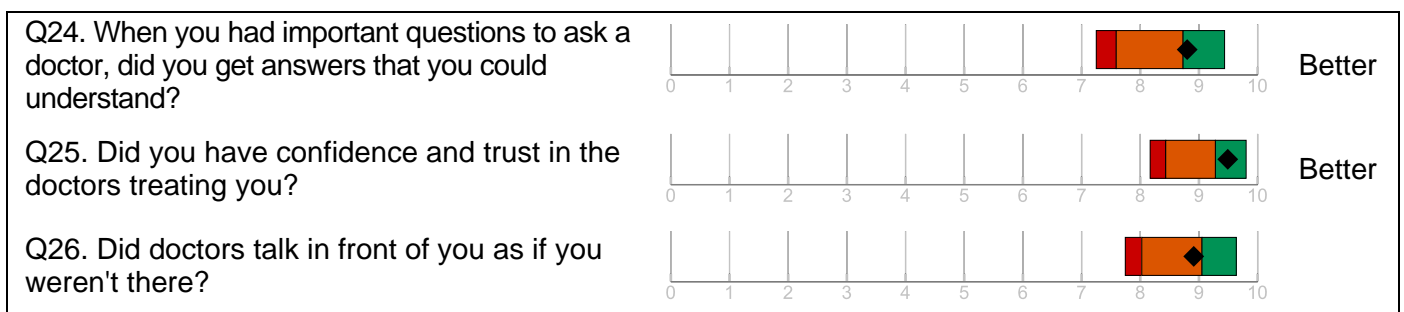 Q24. When you had important questions to ask a
doctor, did you get answers that you could
understand?
Better
0 1 2 3 4 5 6 7 8 9 10
Q25. Did you have confidence and trust in the
doctors treating you?
Better
0 1 2 3 4 5 6 7 8 9 10
Q26. Did doctors talk in front of you as if you
weren't there?
0 1 2 3 4 5 6 7 8 9 10